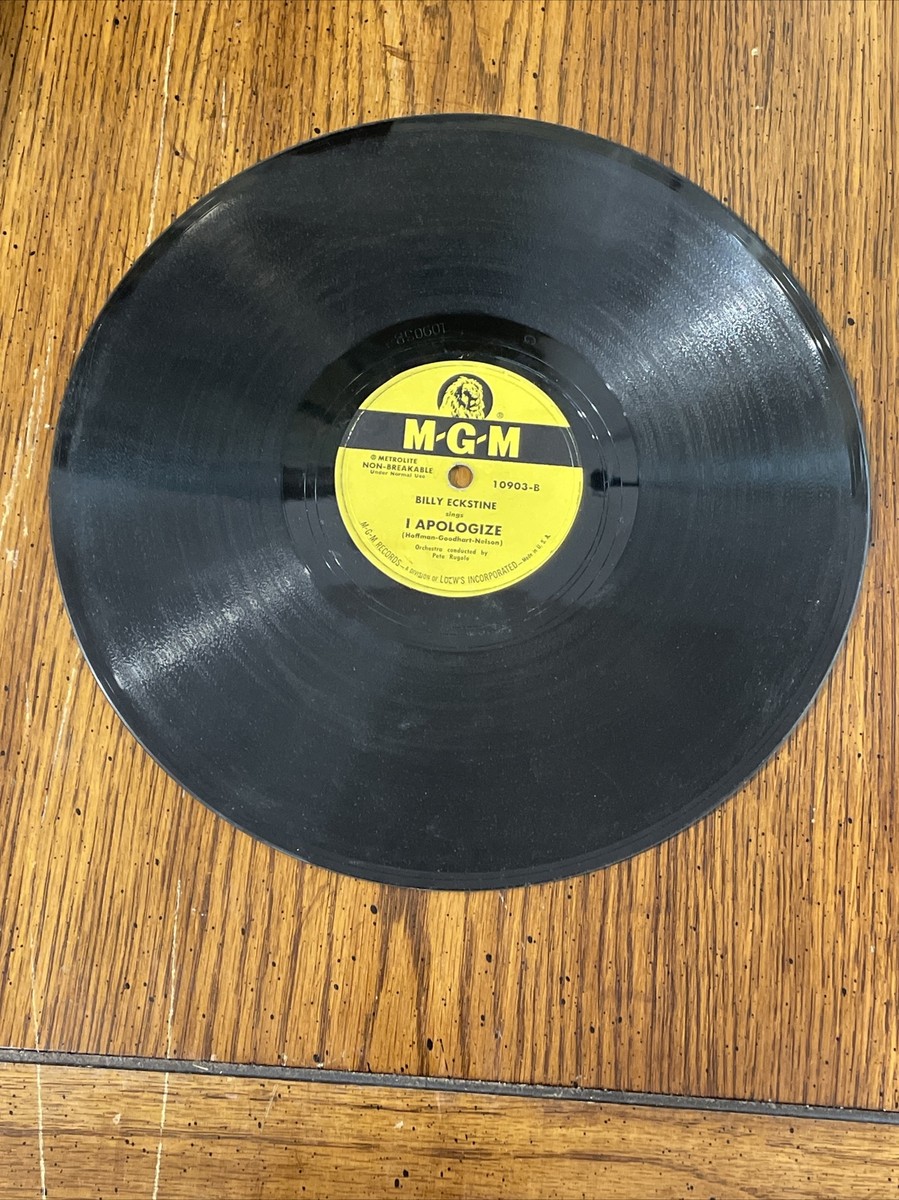 10903B
®
M-G-M
® METROLITE
NON-BREAKABLE
Under Normal Use
10903-B
BILLY ECKSTINE
sings
I APOLOGIZE
(Hoffman-Goodhart-Nelson)
Orchestra conducted by
Pete Rugolo
M-G-M RECORDS—A DIVISION OF LOEW'S INCORPORATED—Made in U.S.A.